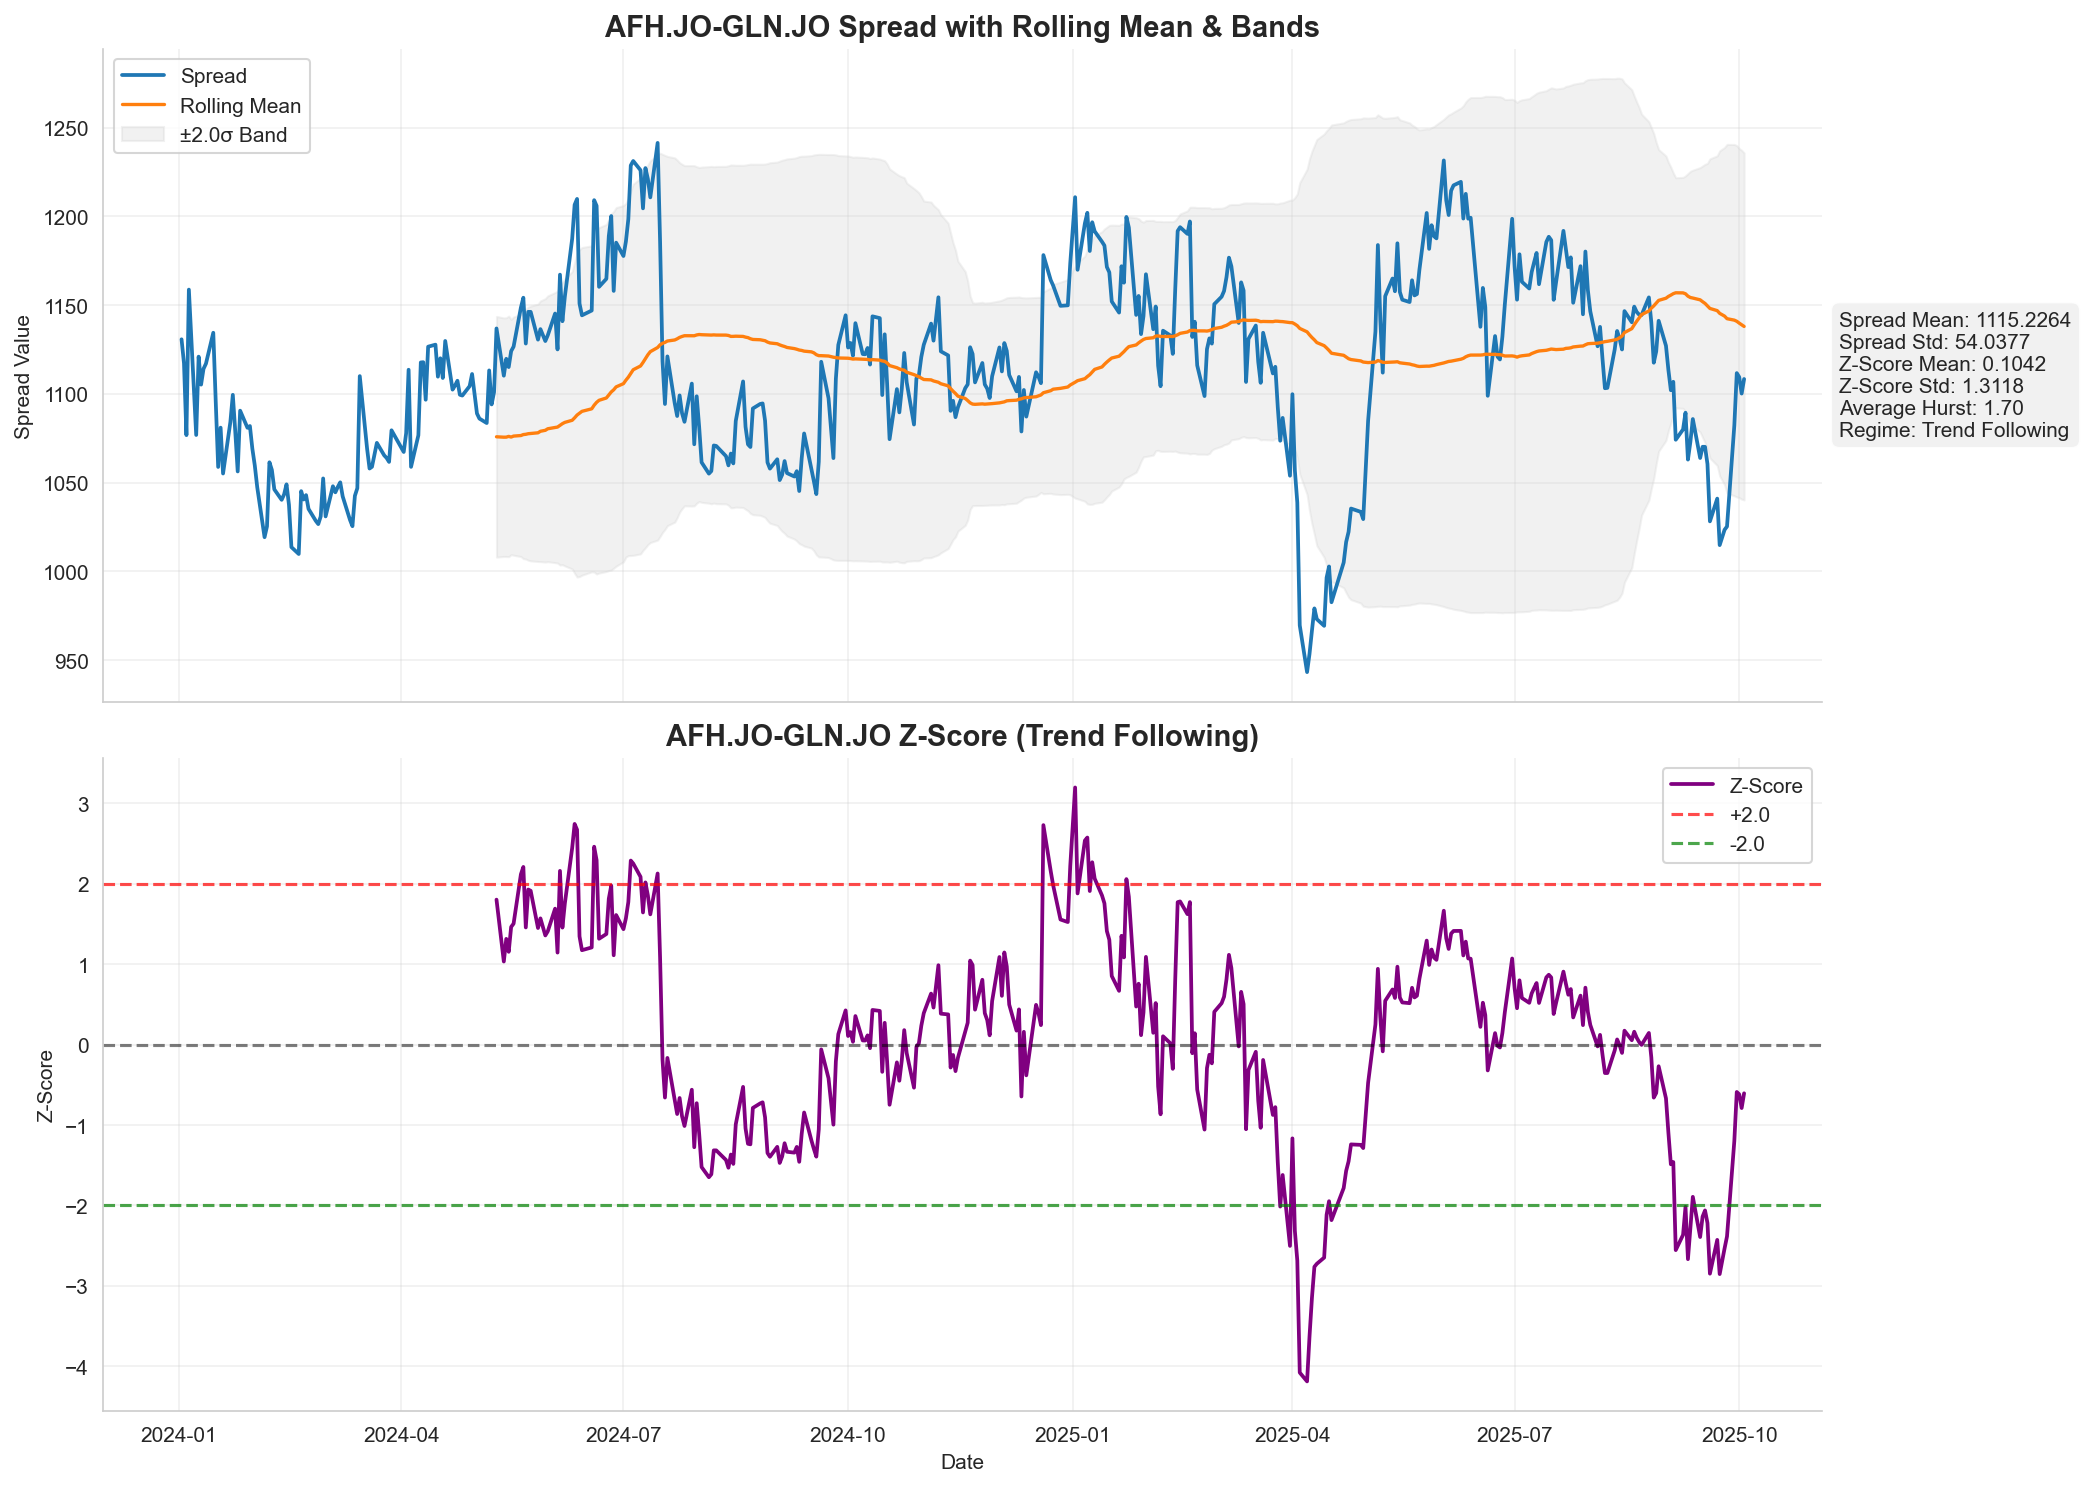 AFH.JO-GLN.JO Spread with Rolling Mean & Bands
Spread
Rolling Mean
±2.0σ Band
Spread Value
1250
1200
1150
1100
1050
1000
950
Spread Mean: 1115.2264
Spread Std: 54.0377
Z-Score Mean: 0.1042
Z-Score Std: 1.3118
Average Hurst: 1.70
Regime: Trend Following
AFH.JO-GLN.JO Z-Score (Trend Following)
Z-Score
+2.0
-2.0
Z-Score
3
2
1
0
−1
−2
−3
−4
2024-01
2024-04
2024-07
2024-10
2025-01
2025-04
2025-07
2025-10
Date